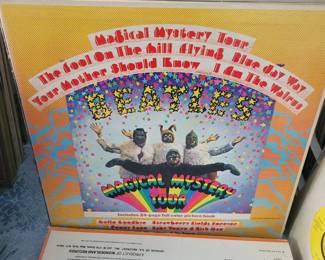 Magical Mystery Tour
The Fool On The Hill Flying Blue Jay Way
Your Mother Should Know I Am The Walrus
BEATLES
MAGICAL MYSTERY
TOUR
Includes 24-page full color picture book
Hello Goodbye Strawberry Fields Forever
Penny Lane Baby You're A Rich Man